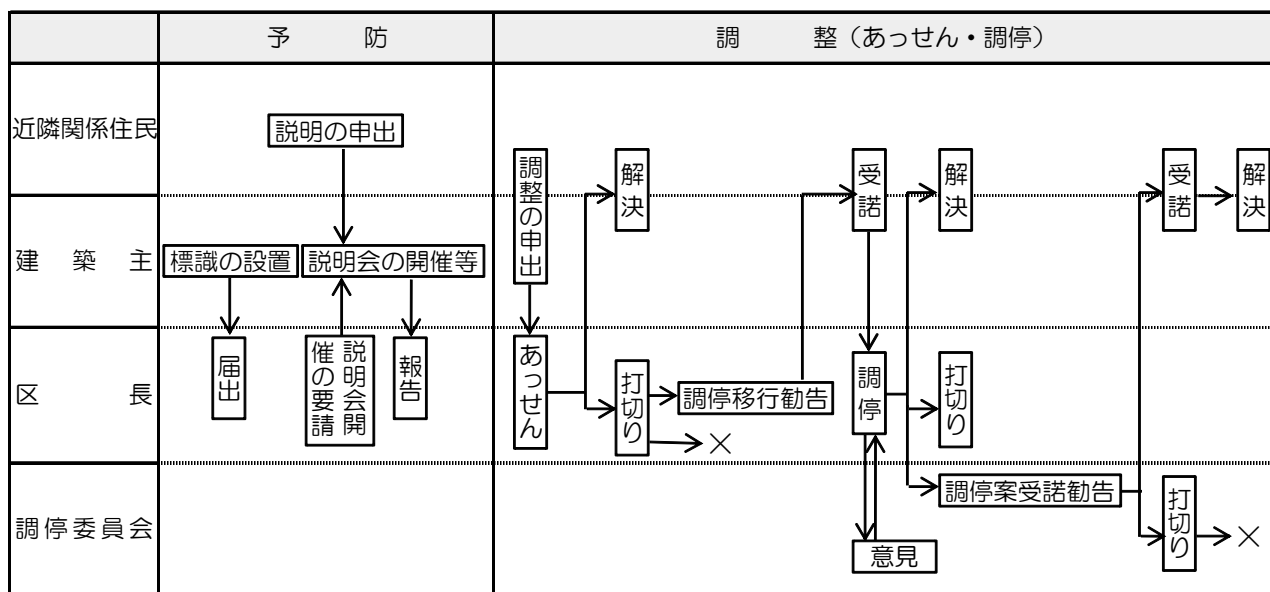 予防
調整（あっせん・調停）
近隣関係住民
説明の申出
調整の申出
解決
受諾
解決
受諾
解決
建築主
標識の設置
説明会の開催等
区長
届出
説明会開
催の要請
報告
あっせん
打切り
調停移行勧告
×
調停
打切り
調停委員会
調停案受諾勧告
意見
打切り
×